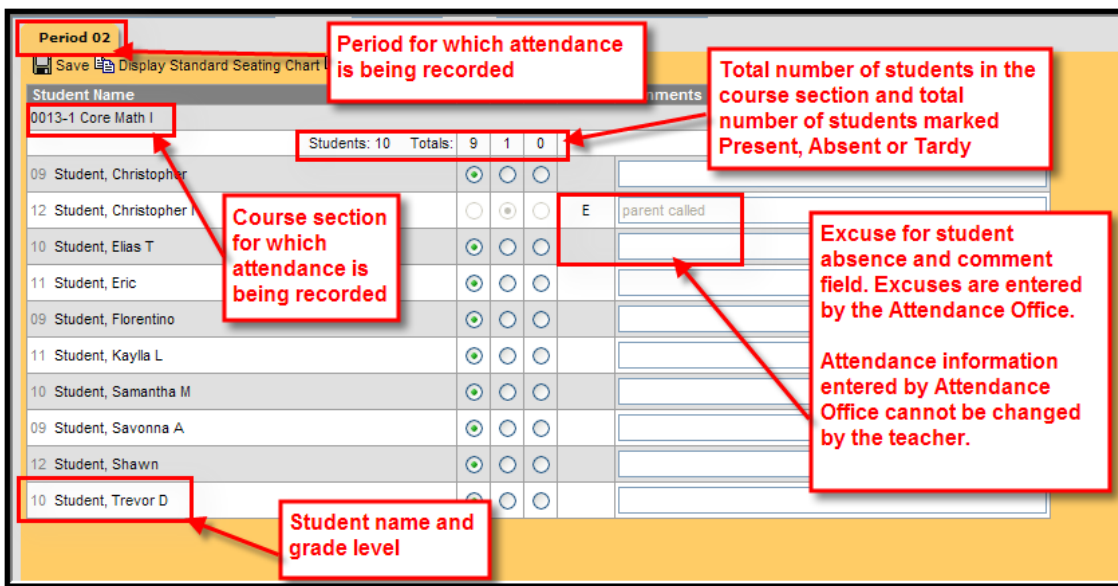 Period 02
Period for which attendance
is being recorded
Save Display Standard Seating Chart
Total number of students in the
course section and total
number of students marked
Present, Absent or Tardy
Student Name
0013-1 Core Math I
Students: 10 Totals: 9 1 0
09 Student, Christopher
12 Student, Christopher E parent called
10 Student, Elias T
11 Student, Eric
09 Student, Florentino
11 Student, Kaylla L
10 Student, Samantha M
09 Student, Savonna A
12 Student, Shawn
10 Student, Trevor D
Course section
for which
attendance is
being recorded
Excuse for student
absence and comment
field. Excuses are entered
by the Attendance Office.
Attendance information
entered by Attendance
Office cannot be changed
by the teacher.
Student name and
grade level